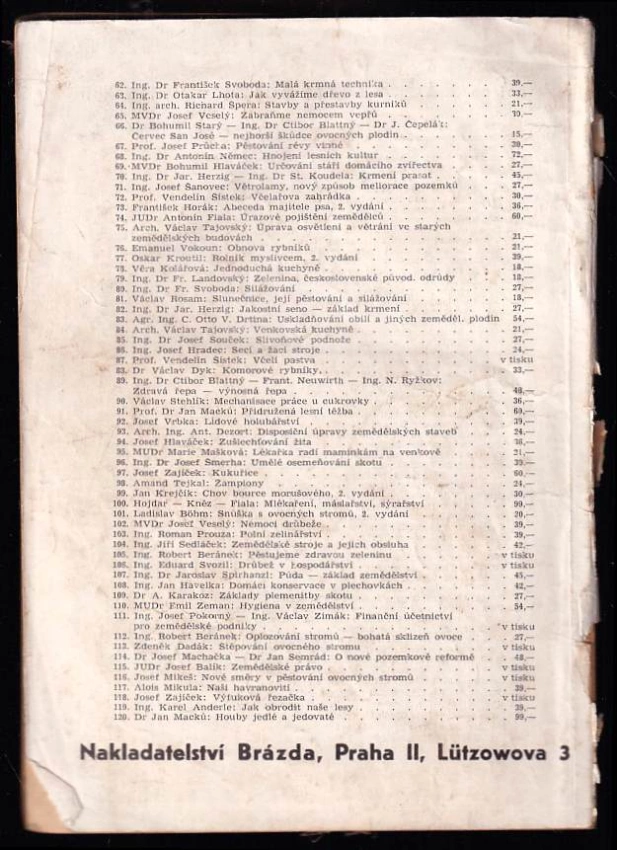 62. Ing. Dr František Svoboda: Malá krmná technika . . . . . . . 39,—
63. Ing. Dr Otakar Lhota: Jak vyvážíme dřevo z lesa . . . . . . . 33,—
64. Ing. arch. Richard Spera: Stavby a přestavby kurníků . . . . . . 21,—
65. MVDr Josef Veselý: Zabraňme nemocem vepřů . . . . . . .
66. Dr Bohumil Starý — Ing. Dr Ctibor Blattný — Dr J. Čepelák:
Červec San José — nejhorší škůdce ovocných plodin . . . . . . 15,—
67. Prof. Josef Průcha: Pěstování révy vinné . . . . . . . 30,—
68. Ing. Dr Antonín Němec: Hnojení lesních kultur . . . . . . . 72,—
69. MVDr Bohumil Hlaváček: Určování stáří domácího zvířectva . . . . 27,—
70. Ing. Dr Jar. Herzig — Ing. Dr St. Koudela: Krmení prasat . . . . . 45,—
71. Ing. Josef Šanovec: Větrolamy, nový způsob meliorace pozemků . . . 27,—
72. Prof. Vendelín Šístek: Včelařova zahrádka . . . . . . . 30,—
73. František Horák: Abeceda majitele psa, 2. vydání . . . . . . 36,—
74. JUDr Antonín Fiala: Úrazové pojištění zemědělců . . . . . . 60,—
75. Arch. Václav Tajovský: Úprava osvětlení a větrání ve starých
zemědělských budovách . . . . . . . 21,—
76. Emanuel Vokoun: Obnova rybníků . . . . . . . 21,—
77. Oskar Kroutil: Rolník myslivcem, 2. vydání . . . . . . . 39,—
78. Věra Kolářová: Jednoduchá kuchyně . . . . . . . 18,—
79. Ing. Dr Fr. Landovský: Zelenina, československé původ. odrůdy . . . 18,—
80. Ing. Dr Fr. Svoboda: Silážování . . . . . . . 27,—
81. Václav Rosam: Slunečnice, její pěstování a silážování . . . . . 18,—
82. Ing. Dr Jar. Herzig: Jakostní seno — základ krmení . . . . . . 27,—
83. Agr. Ing. C. Otto V. Drtina: Uskladňování obilí a jiných zeměděl. plodin 54,—
84. Arch. Václav Tajovský: Venkovská kuchyně . . . . . . . 21,—
85. Ing. Dr Josef Souček: Slivoňové podnože . . . . . . . 27,—
86. Ing. Josef Hradec: Secí a žací stroje . . . . . . . 24,—
87. Prof. Vendelín Šístek: Včelí pastva . . . . . . . v tisku
88. Dr Václav Dyk: Komorové rybníky, . . . . . . . 33,—
89. Ing. Dr Ctibor Blattný — Frant. Neuwirth — Ing. N. Ryžkov:
Zdravá řepa — výnosná řepa . . . . . . . 48,—
90. Václav Stehlík: Mechanisace práce u cukrovky . . . . . . . 36,—
91. Prof. Dr Jan Macků: Přidružená lesní těžba . . . . . . . 69,—
92. Josef Vrbka: Lidové holubářství . . . . . . . 39,—
93. Arch. Ing. Ant. Dozort: Disposiční úpravy zemědělských staveb . . . 24,—
94. Josef Hlaváček: Zušlechťování žita . . . . . . .
95. MUDr Marie Mašková: Lékařka radí maminkám na venkově . . . . 21,—
96. Ing. Dr Josef Šmerha: Umělé osemeňování skotu . . . . . . 39,—
97. Josef Zajíček: Kukuřice . . . . . . . 60,—
98. Amand Tejkal: Žampiony . . . . . . . 24,—
99. Jan Krejčík: Chov bource morušového, 2. vydání . . . . . . 30,—
100. Hojdar — Kněz — Fiala: Mlékaření, máslařství, sýrařství . . . . . 99,—
101. Ladislav Böhm: Snůška s ovocných stromů, 2. vydání . . . . . 20,—
102. MVDr Josef Veselý: Nemoci drůbeže . . . . . . . 39,—
103. Ing. Roman Prouza: Polní zelinářství . . . . . . . 39,—
104. Ing. Jiří Sedláček: Zemědělské stroje a jejich obsluha . . . . . 42,—
105. Ing. Robert Beránek: Pěstujeme zdravou zeleninu . . . . . . v tisku
106. Ing. Eduard Svozil: Drůbež v hospodářství . . . . . . . v tisku
107. Ing. Dr Jaroslav Spirhanzl: Půda — základ zemědělství . . . . . 45,—
108. Ing. Jan Havelka: Domácí konservace v plechovkách . . . . . 42,—
109. Dr A. Karakoz: Základy plemenitby skotu . . . . . . . 27,—
110. MUDr Emil Zeman: Hygiena v zemědělství . . . . . . . 54,—
111. Ing. Josef Pokorný — Ing. Václav Zimák: Finanční účetnictví
pro zemědělské podniky . . . . . . . v tisku
112. Ing. Robert Beránek: Oplozování stromů — bohatá sklizeň ovoce . . . 27,—
113. Zdeněk Dadák: Štěpování ovocného stromu . . . . . . . v tisku
114. Dr Josef Machačka — Dr Jan Semrád: O nové pozemkové reformě . . 48,—
115. JUDr Josef Balík: Zemědělské právo . . . . . . . v tisku
116. Josef Mikeš: Nové směry v pěstování ovocných stromů . . . . . v tisku
117. Alois Mikula: Naši havranovití . . . . . . . 39,—
118. Josef Zajíček: Výfuková řezačka . . . . . . . v tisku
119. Ing. Karel Anderle: Jak obrodit naše lesy . . . . . . . 39,—
120. Dr Jan Macků: Houby jedlé a jedovaté . . . . . . . 99,—
Nakladatelství Brázda, Praha II, Lützowova 3